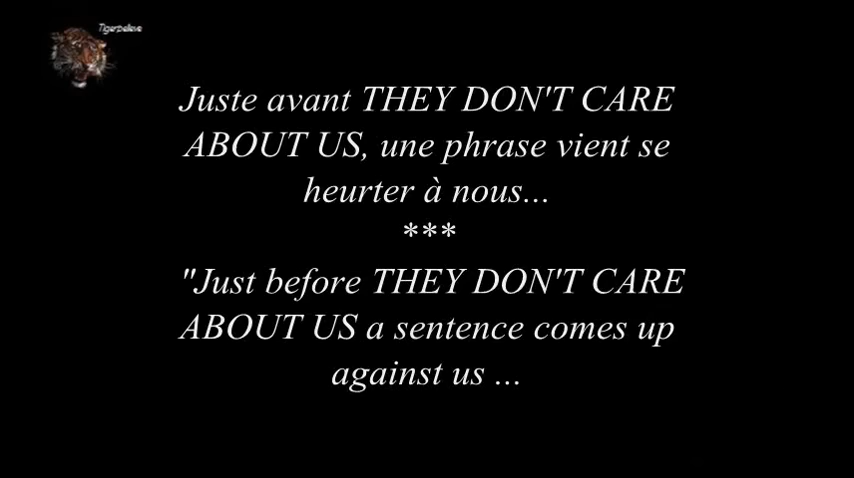 Tigerbelieve
Juste avant THEY DON'T CARE
ABOUT US, une phrase vient se
heurter à nous...
***
"Just before THEY DON'T CARE
ABOUT US a sentence comes up
against us ...